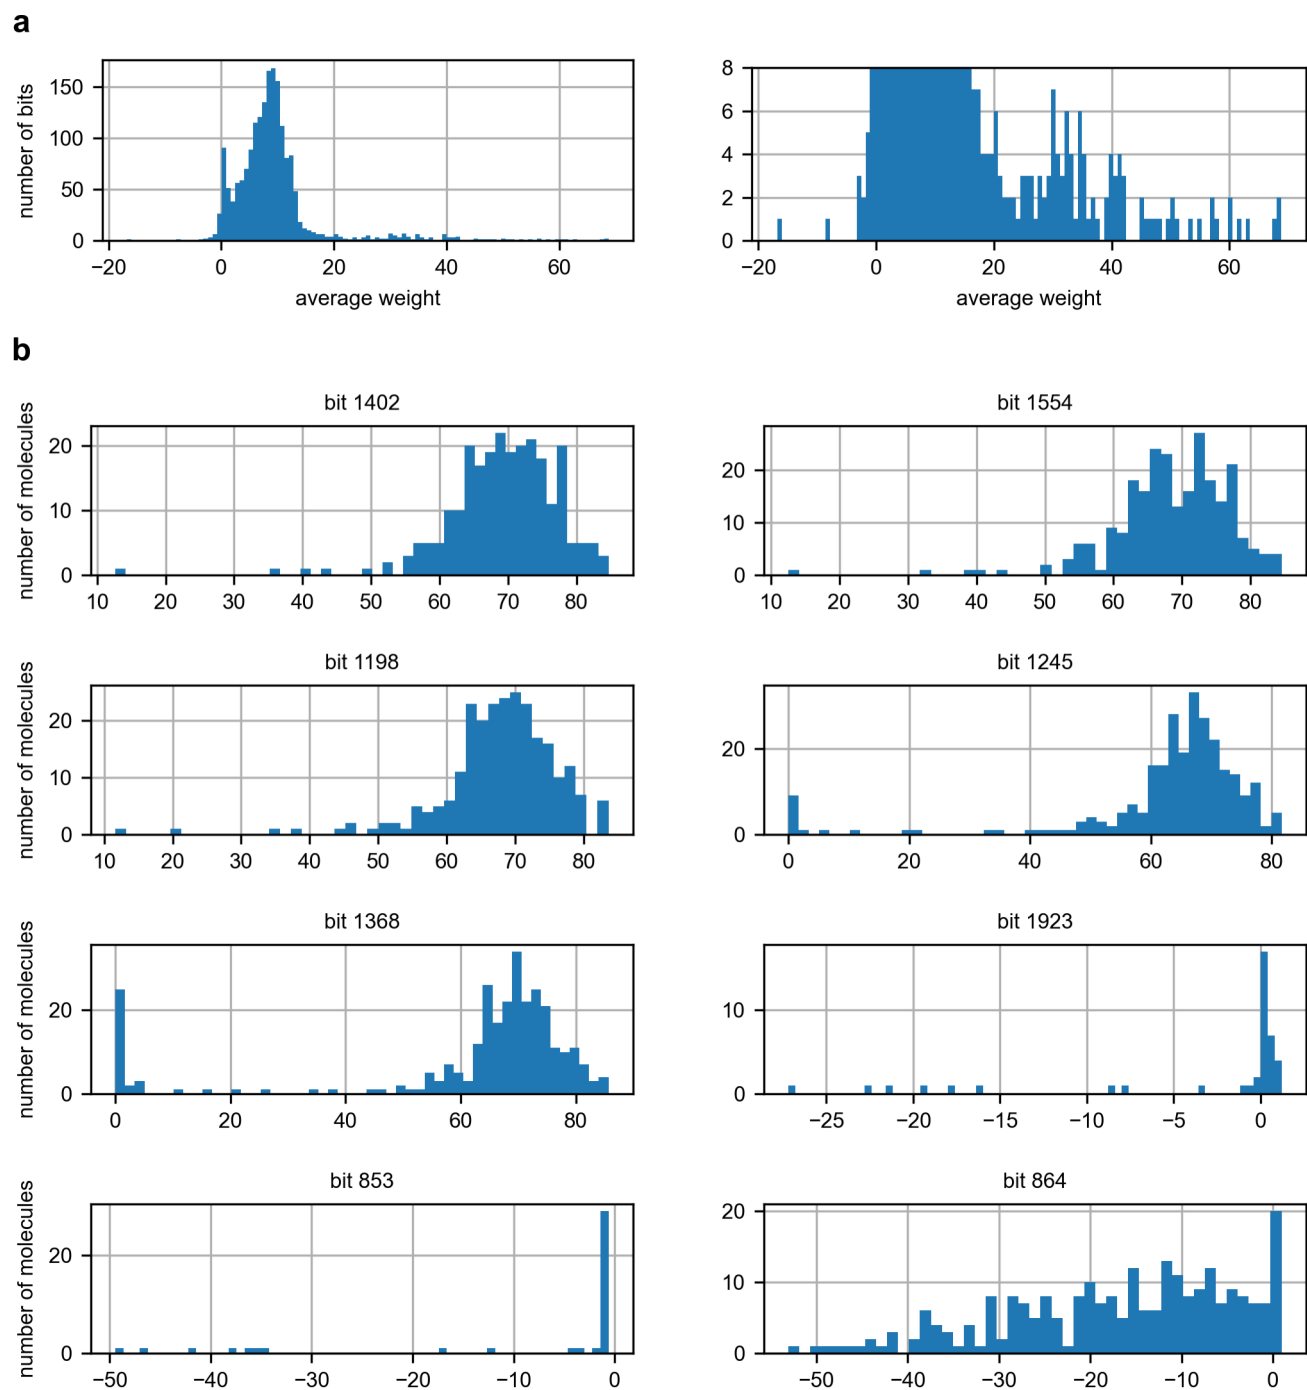 a
number of bits
150
100
50
0
−20 0 20 40 60
average weight
8
6
4
2
0
−20 0 20 40 60
average weight
b
bit 1402
number of molecules
20
10
0
10 20 30 40 50 60 70 80
bit 1554
20
10
0
10 20 30 40 50 60 70 80
bit 1198
number of molecules
20
10
0
10 20 30 40 50 60 70 80
bit 1245
20
0
0 20 40 60 80
bit 1368
number of molecules
20
0
0 20 40 60 80
bit 1923
10
0
−25 −20 −15 −10 −5 0
bit 853
number of molecules
20
0
−50 −40 −30 −20 −10 0
bit 864
20
10
0
−50 −40 −30 −20 −10 0